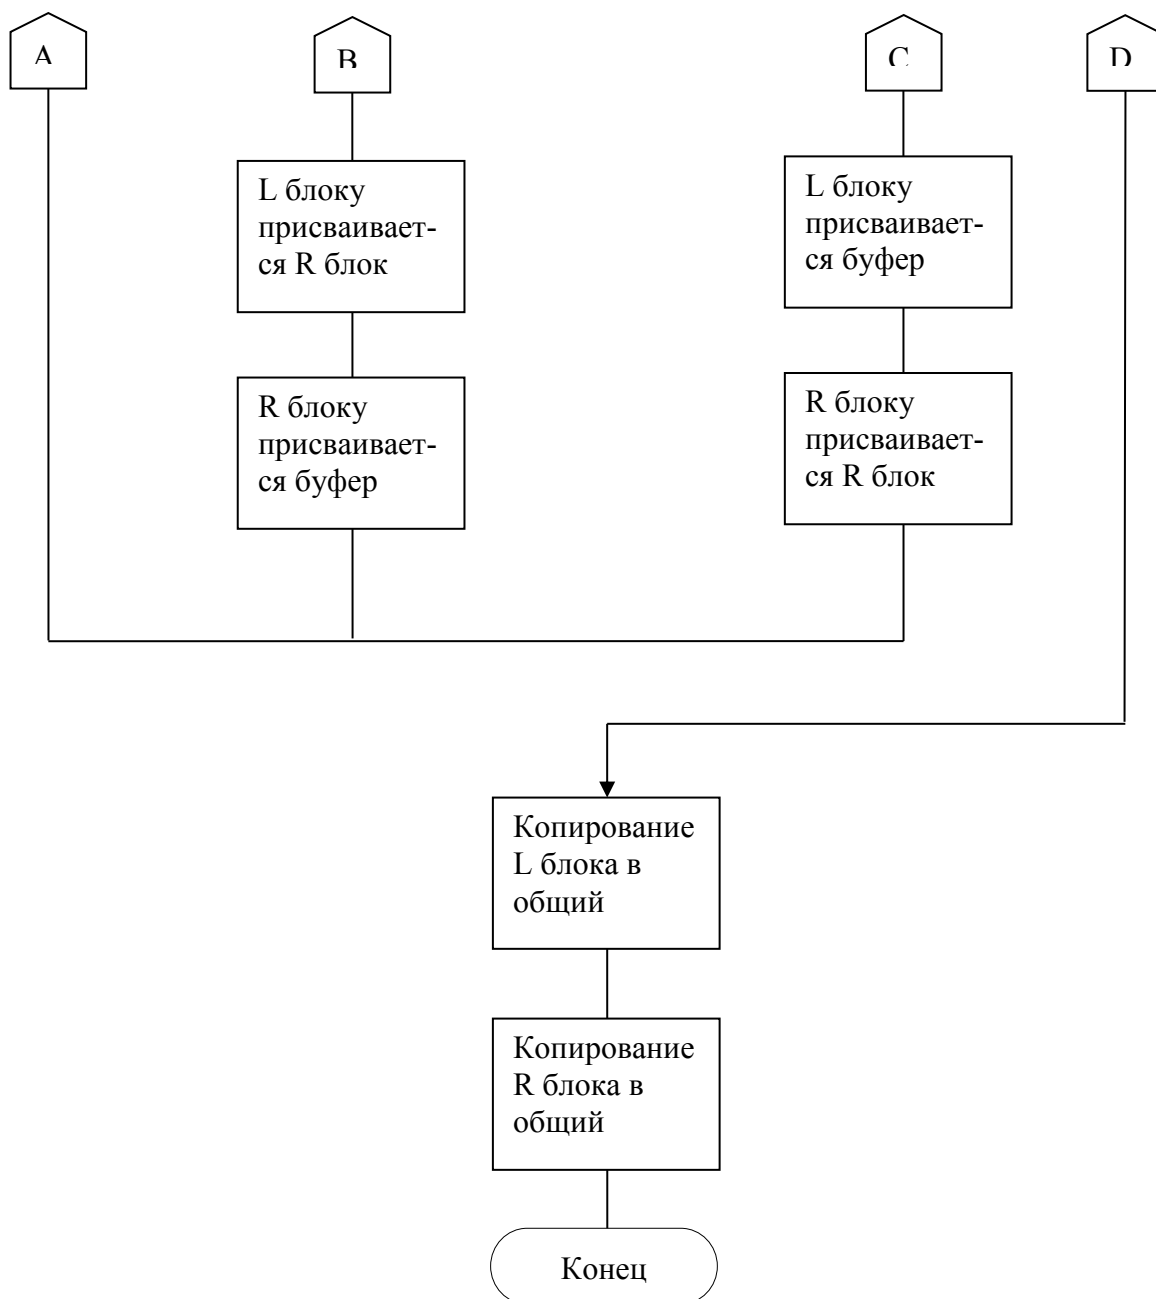 A
B
C
D
L блоку
присваивает-
ся R блок
L блоку
присваивает-
ся буфер
R блоку
присваивает-
ся буфер
R блоку
присваивает-
ся R блок
Копирование
L блока в
общий
Копирование
R блока в
общий
Конец